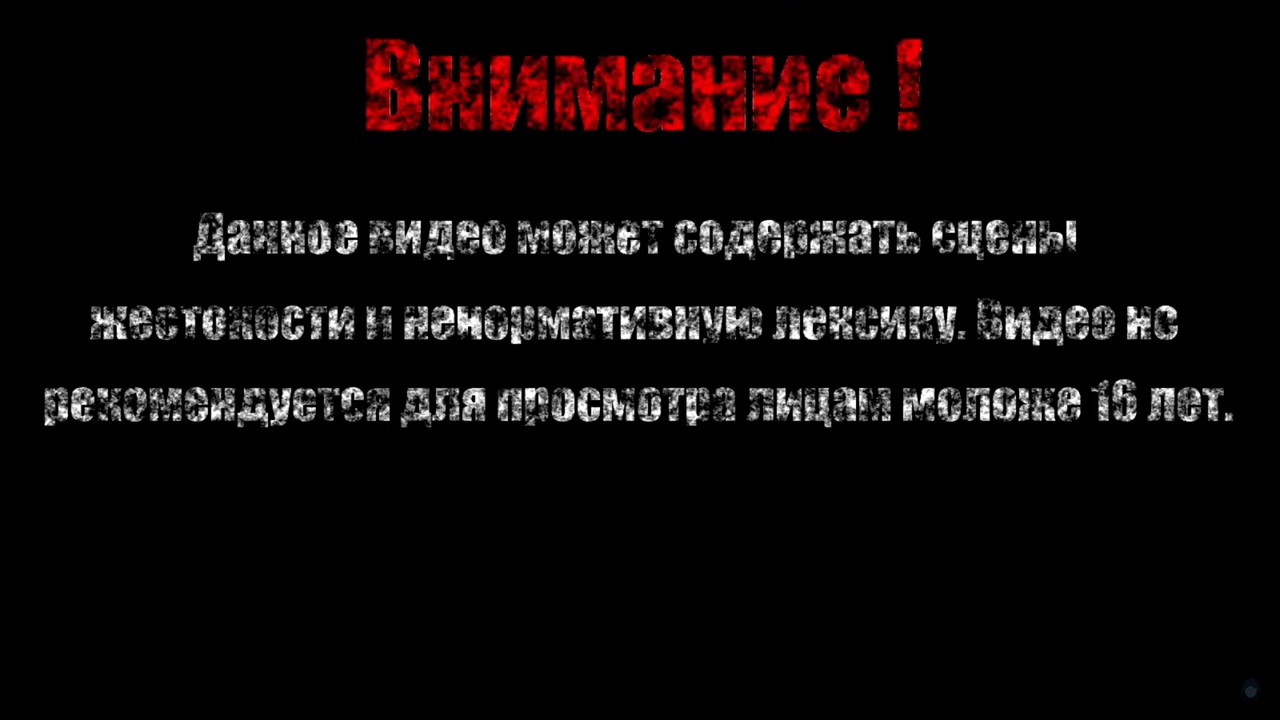 Внимание !
Данное видео может содержать сцены
жестокости и ненормативную лексику. Видео не
рекомендуется для просмотра лицам моложе 16 лет.